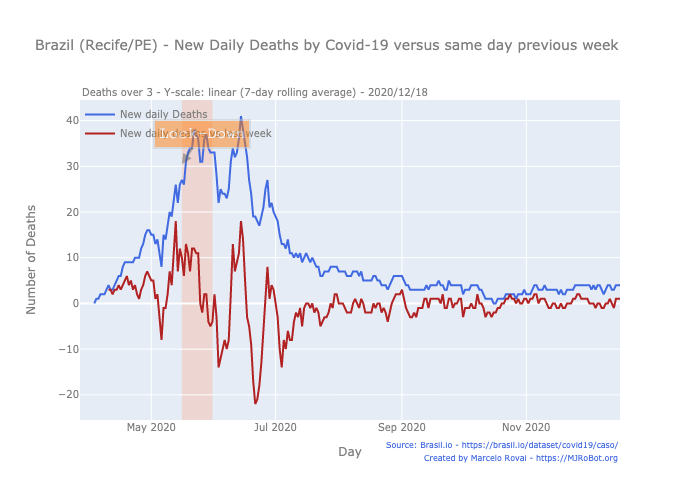 Brazil (Recife/PE) - New Daily Deaths by Covid-19 versus same day previous week
Deaths over 3 - Y-scale: linear (7-day rolling average) - 2020/12/18
New daily Deaths
New daily
week
40
30
20
10
0
−10
−20
Number of Deaths
May 2020
Jul 2020
Sep 2020
Nov 2020
Day
Source: Brasil.io - https://brasil.io/dataset/covid19/caso/
Created by Marcelo Rovai - https://MJRoBot.org